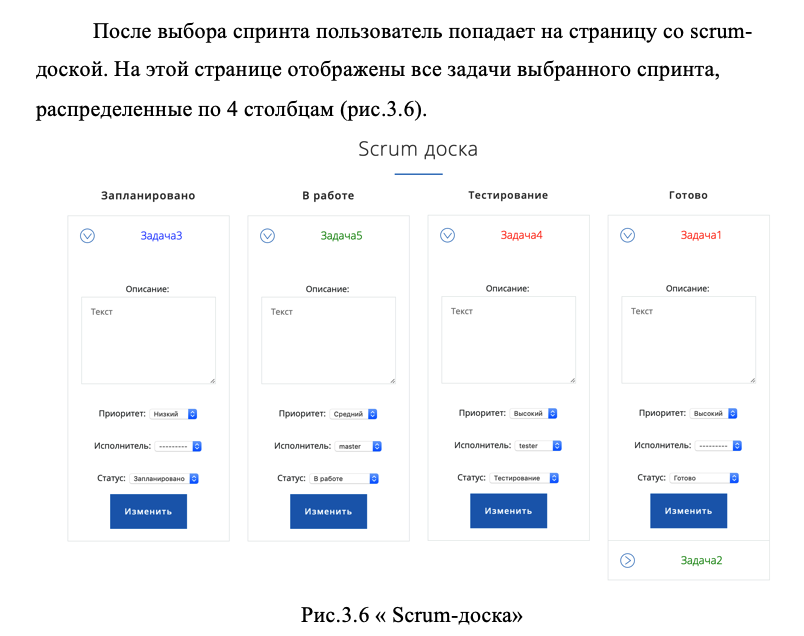 После выбора спринта пользователь попадает на страницу со scrum-
доской. На этой странице отображены все задачи выбранного спринта,
распределенные по 4 столбцам (рис.3.6).
Scrum доска
Запланировано
Задача3
Описание:
Текст
Приоритет: Низкий
Исполнитель: ---------
Статус: Запланировано
Изменить
В работе
Задача5
Описание:
Текст
Приоритет: Средний
Исполнитель: master
Статус: В работе
Изменить
Тестирование
Задача4
Описание:
Текст
Приоритет: Высокий
Исполнитель: tester
Статус: Тестирование
Изменить
Готово
Задача1
Описание:
Текст
Приоритет: Высокий
Исполнитель: ---------
Статус: Готово
Изменить
Задача2
Рис.3.6 « Scrum-доска»